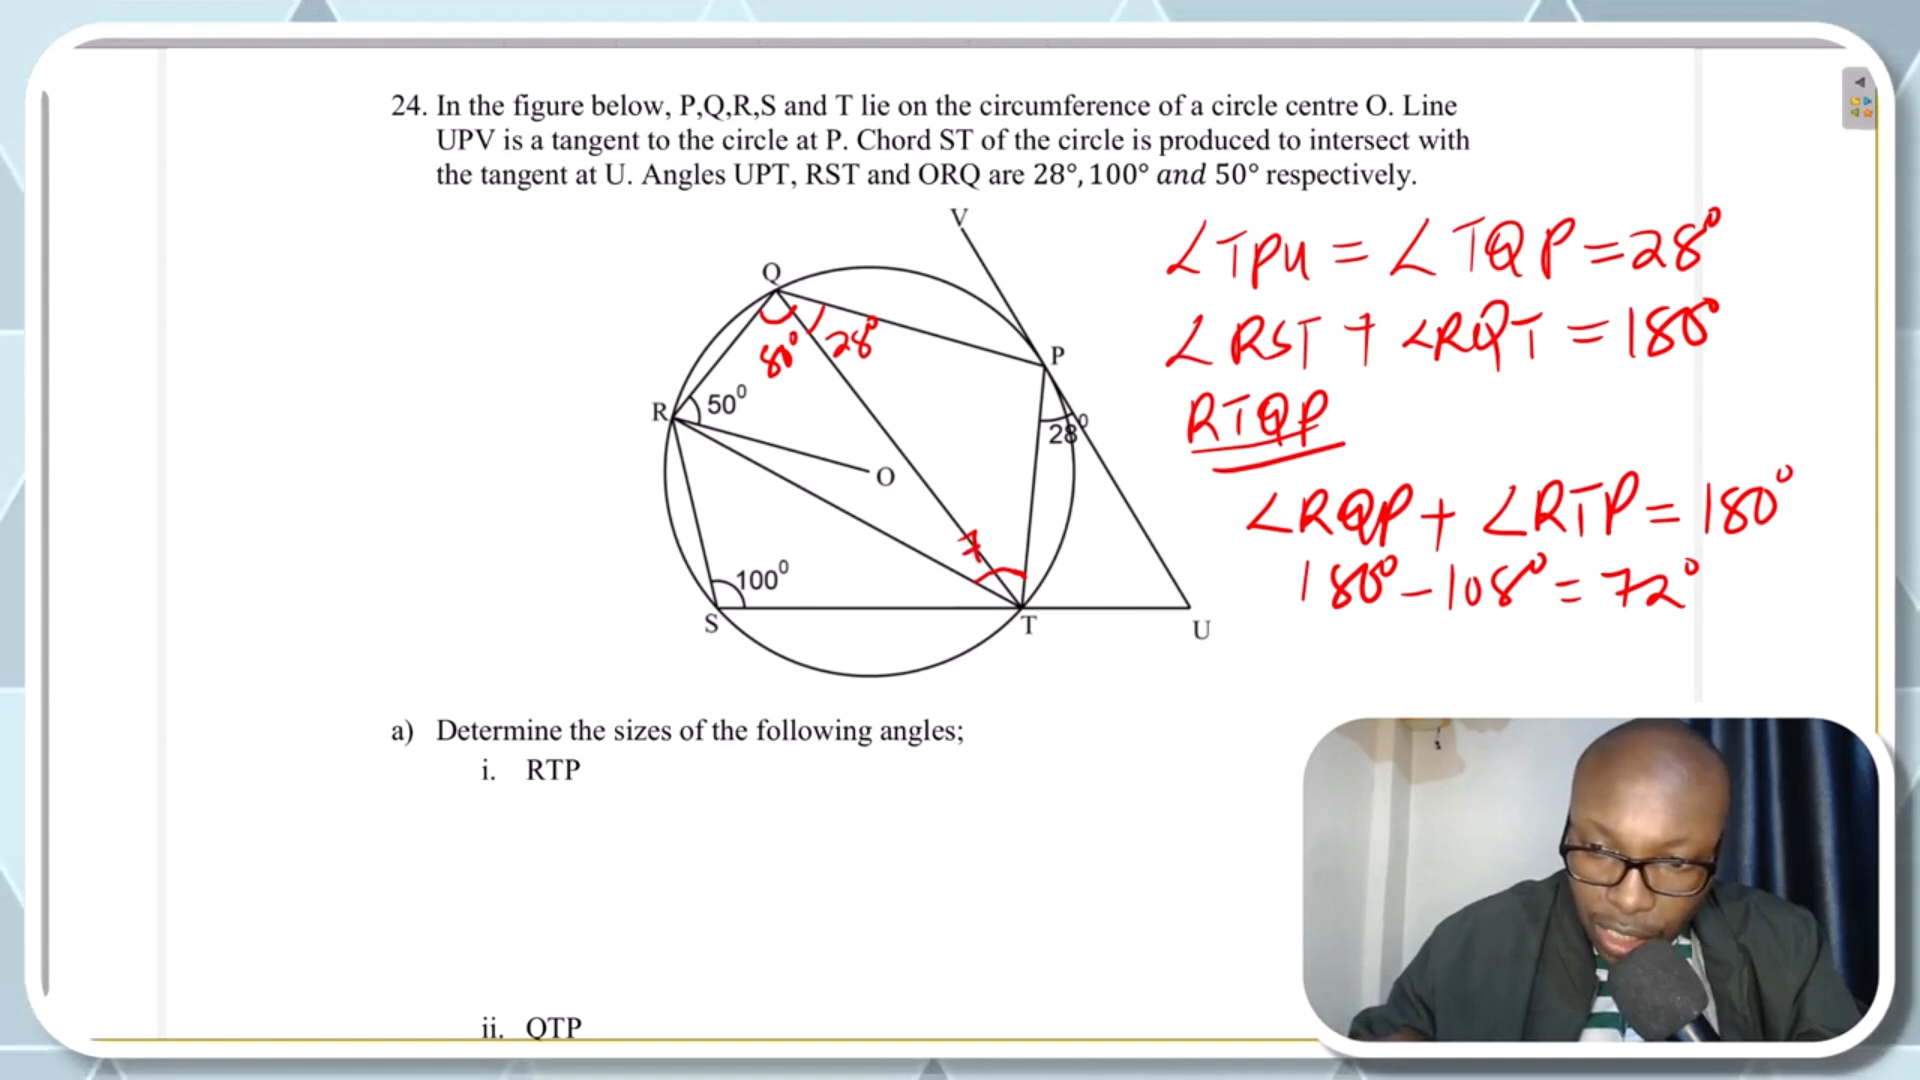 24. In the figure below, P,Q,R,S and T lie on the circumference of a circle centre O. Line
UPV is a tangent to the circle at P. Chord ST of the circle is produced to intersect with
the tangent at U. Angles UPT, RST and ORQ are 28°, 100° and 50° respectively.
V
Q
P
R
50⁰
80°
28°
28⁰
O
100⁰
S
T
U
∠TPU = ∠TQP = 28°
∠RST + ∠RQT = 180°
RTQP
∠RQP + ∠RTP = 180°
180° - 108° = 72°
a) Determine the sizes of the following angles;
i. RTP
ii. QTP